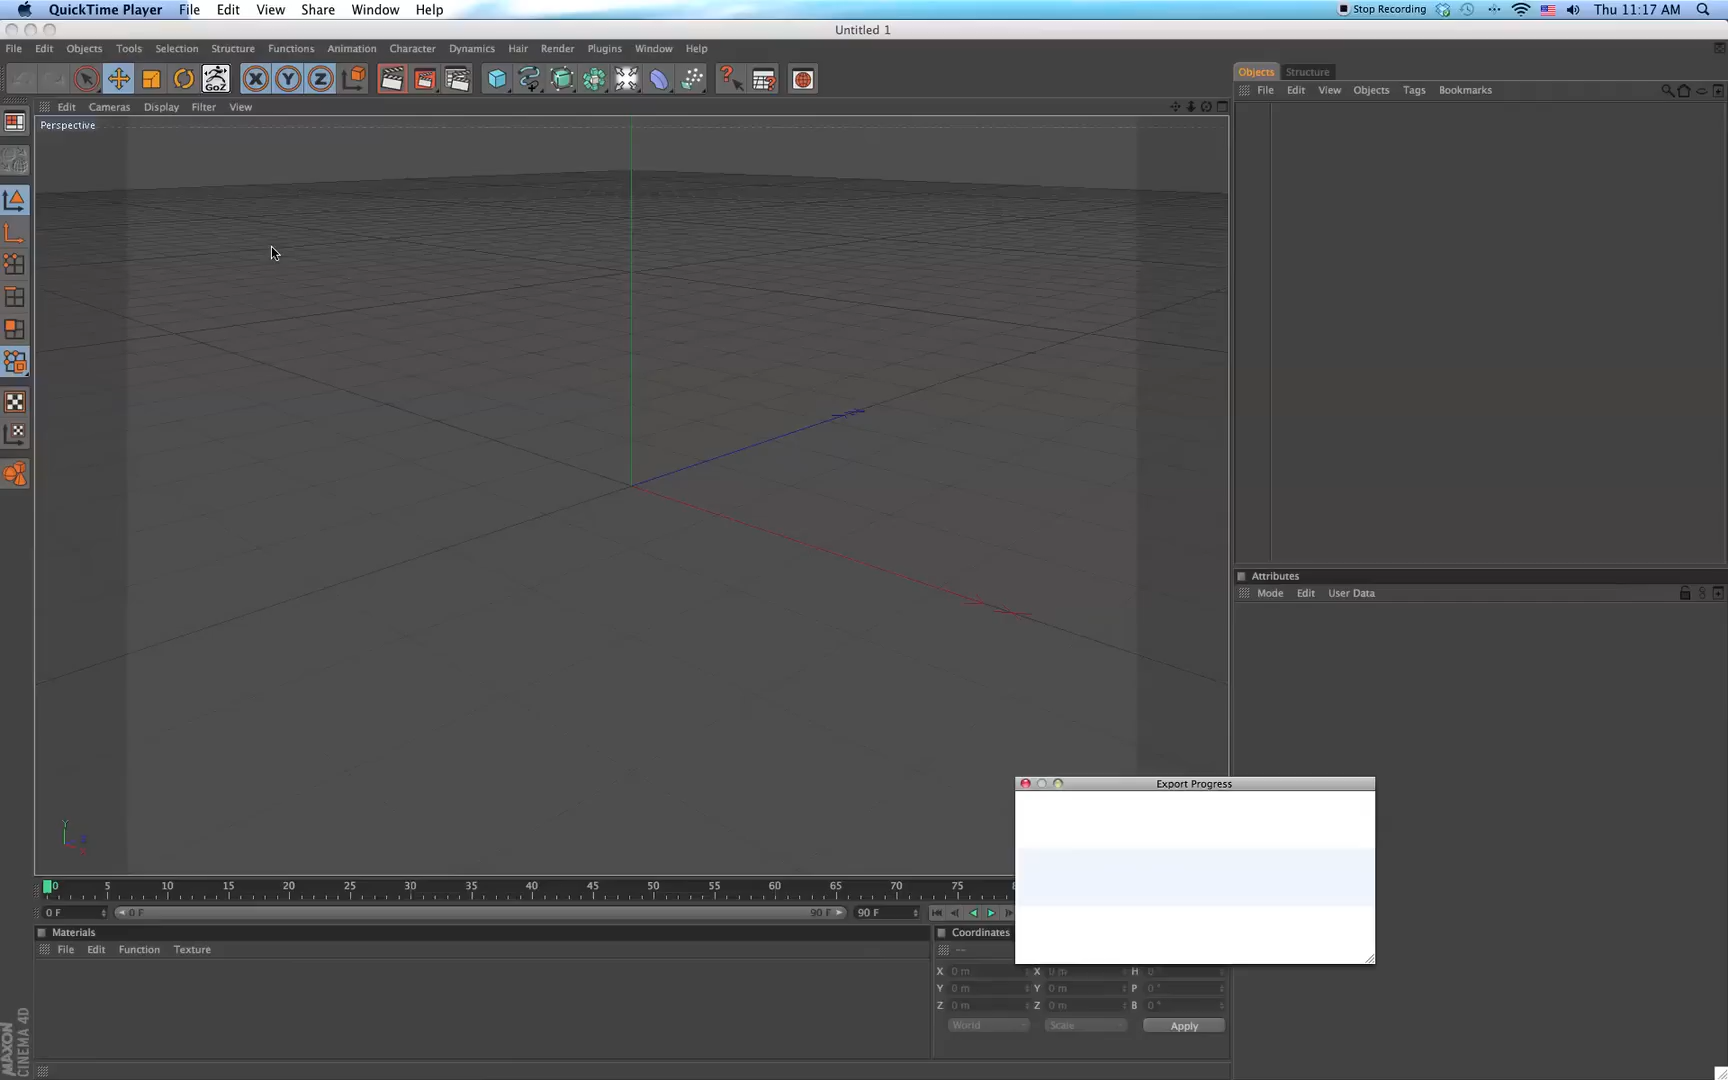 QuickTime Player File Edit View Share Window Help Stop Recording Thu 11:17 AM
Untitled 1
File Edit Objects Tools Selection Structure Functions Animation Character Dynamics Hair Render Plugins Window Help
GoZ X Y Z
Objects Structure
File Edit View Objects Tags Bookmarks
Edit Cameras Display Filter View
Perspective
Attributes
Mode Edit User Data
Export Progress
Y
0 5 10 15 20 25 30 35 40 45 50 55 60 65 70 75
0 F 0 F 90 F 90 F
Materials
File Edit Function Texture
Coordinates
--
X 0 m X 0 m H 0 °
Y 0 m Y 0 m P 0 °
Z 0 m Z 0 m B 0 °
World Scale Apply
MAXON
CINEMA 4D